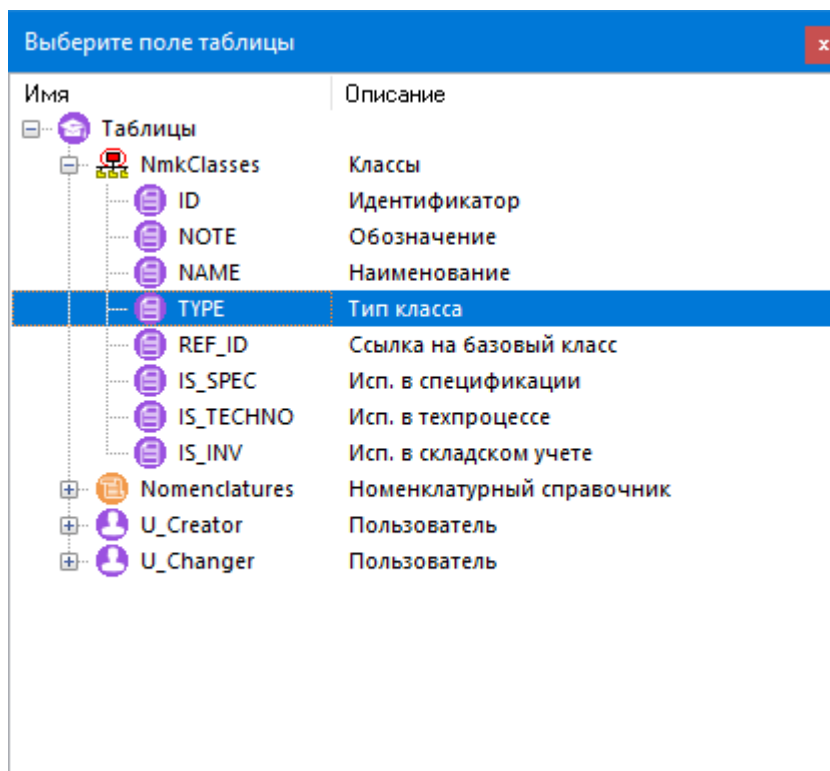 Выберите поле таблицы x
Имя Описание
Таблицы
NmkClasses Классы
ID Идентификатор
NOTE Обозначение
NAME Наименование
TYPE Тип класса
REF_ID Ссылка на базовый класс
IS_SPEC Исп. в спецификации
IS_TECHNO Исп. в техпроцессе
IS_INV Исп. в складском учете
Nomenclatures Номенклатурный справочник
U_Creator Пользователь
U_Changer Пользователь